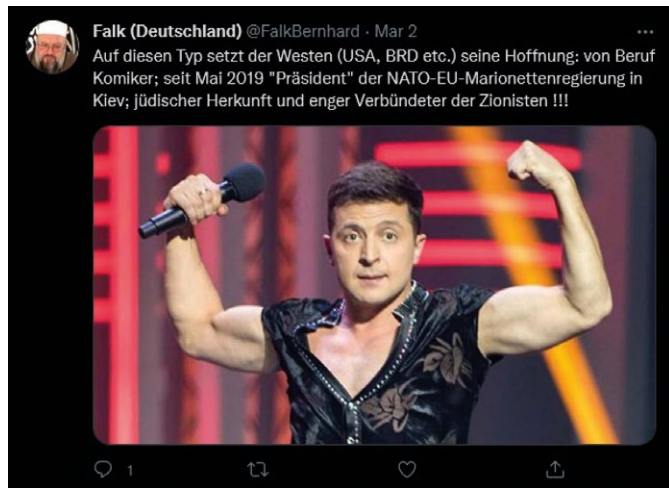 Falk (Deutschland) @FalkBernhard · Mar 2
Auf diesen Typ setzt der Westen (USA, BRD etc.) seine Hoffnung: von Beruf
Komiker; seit Mai 2019 "Präsident" der NATO-EU-Marionettenregierung in
Kiev; jüdischer Herkunft und enger Verbündeter der Zionisten !!!
1